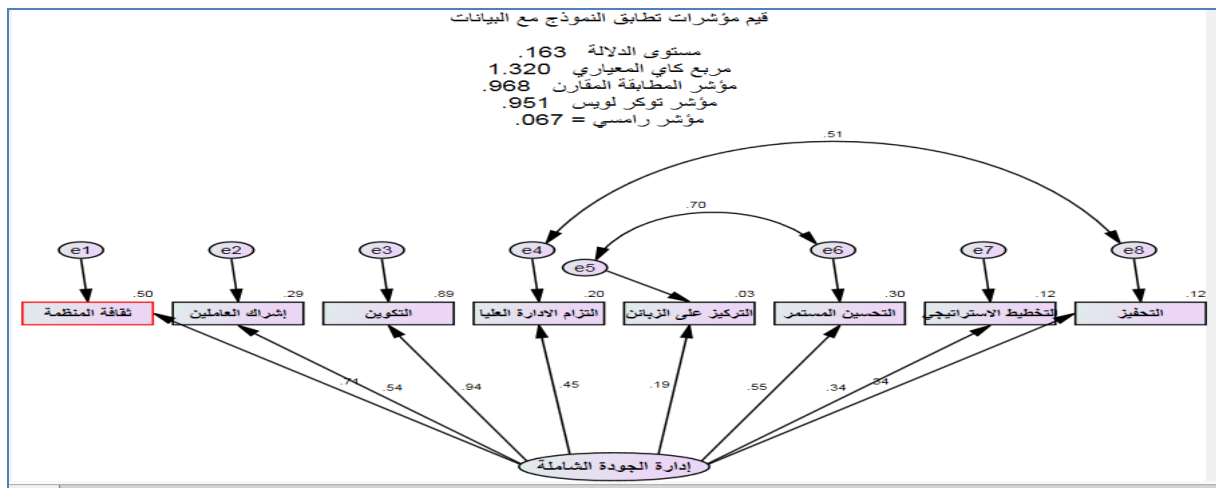 قيم مؤشرات تطابق النموذج مع البيانات
مستوى الدلالة .163
مربع كاي المعياري 1.320
مؤشر المطابقة المقارن .968
مؤشر توكر لويس .951
مؤشر رامسي = .067
.51
.70
e1 e2 e3 e4 e5 e6 e7 e8
.50 .29 .89 .20 .03 .30 .12 .12
ثقافة المنظمة
إشراك العاملين
التكوين
التزام الادارة العليا
التركيز على الزبائن
التحسين المستمر
التخطيط الاستراتيجي
التحفيز
.71 .54 .94 .45 .19 .55 .34 .34
إدارة الجودة الشاملة